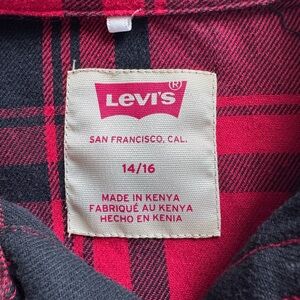 LEVI'S®
SAN FRANCISCO, CAL.
14/16
MADE IN KENYA
FABRIQUÉ AU KENYA
HECHO EN KENIA